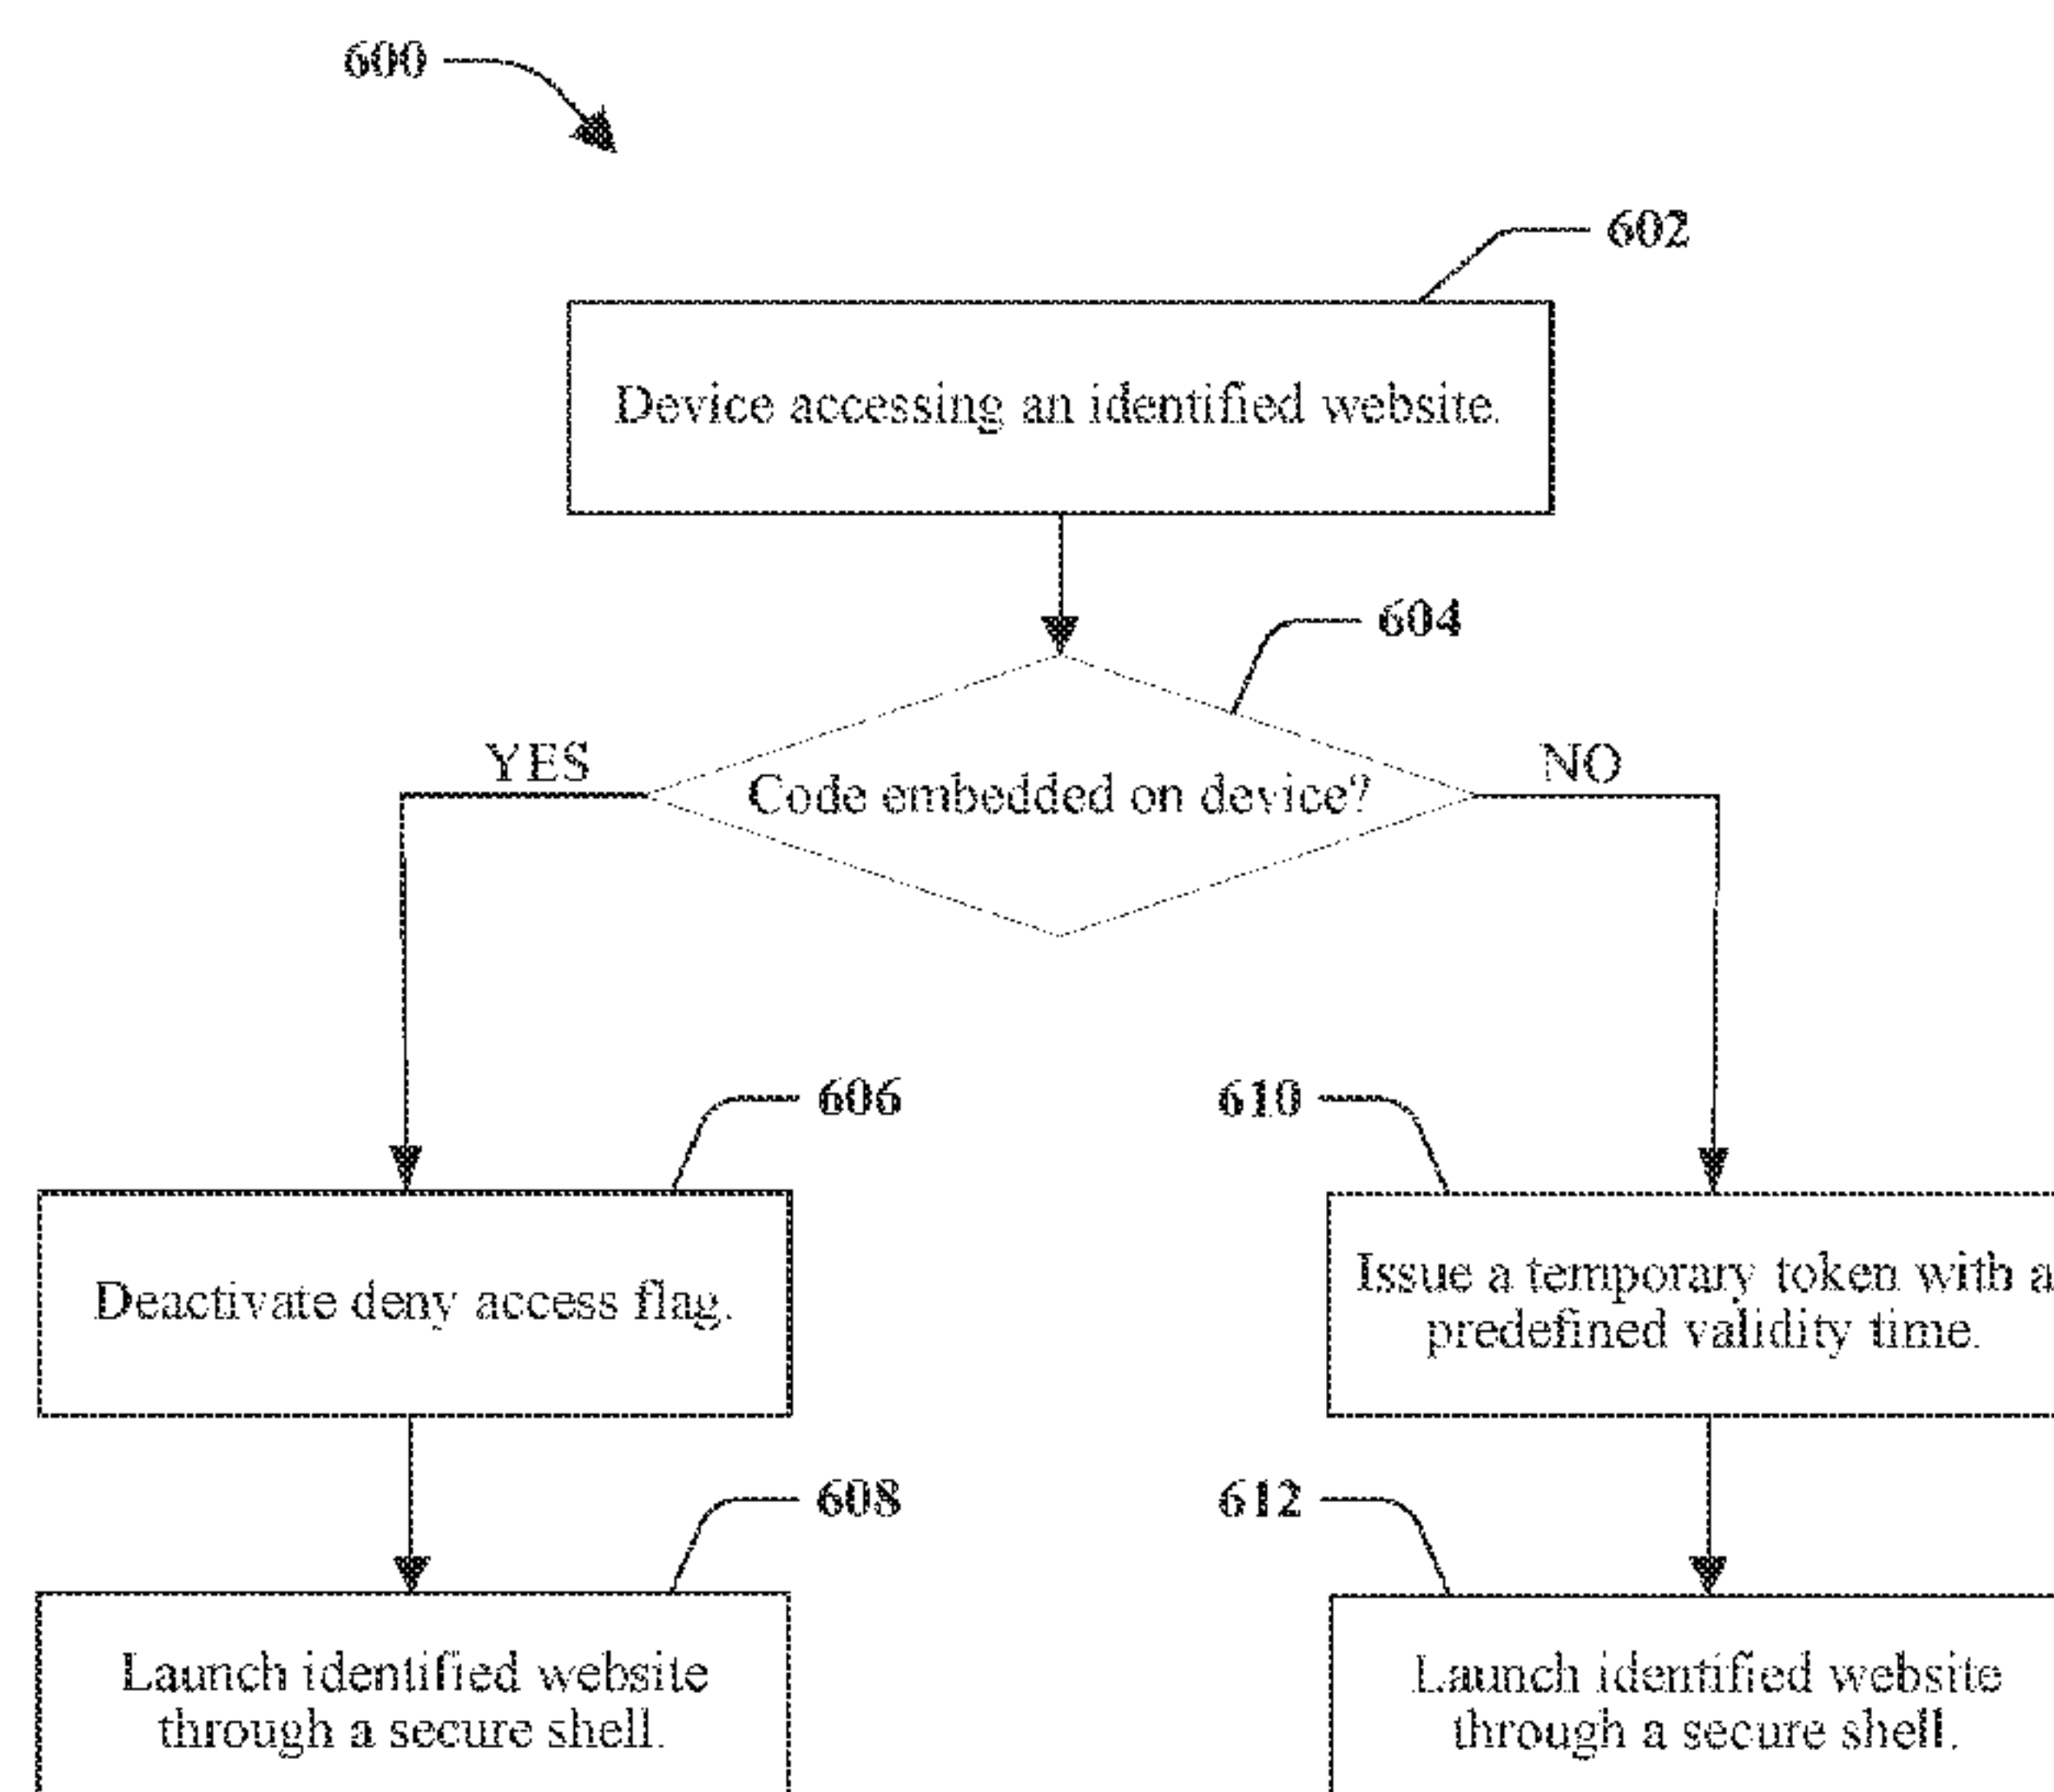 600
602
Device accessing an identified website.
604
YES
Code embedded on device?
NO
606
610
Deactivate deny access flag.
Issue a temporary token with a
predefined validity time.
608
612
Launch identified website
through a secure shell.
Launch identified website
through a secure shell.